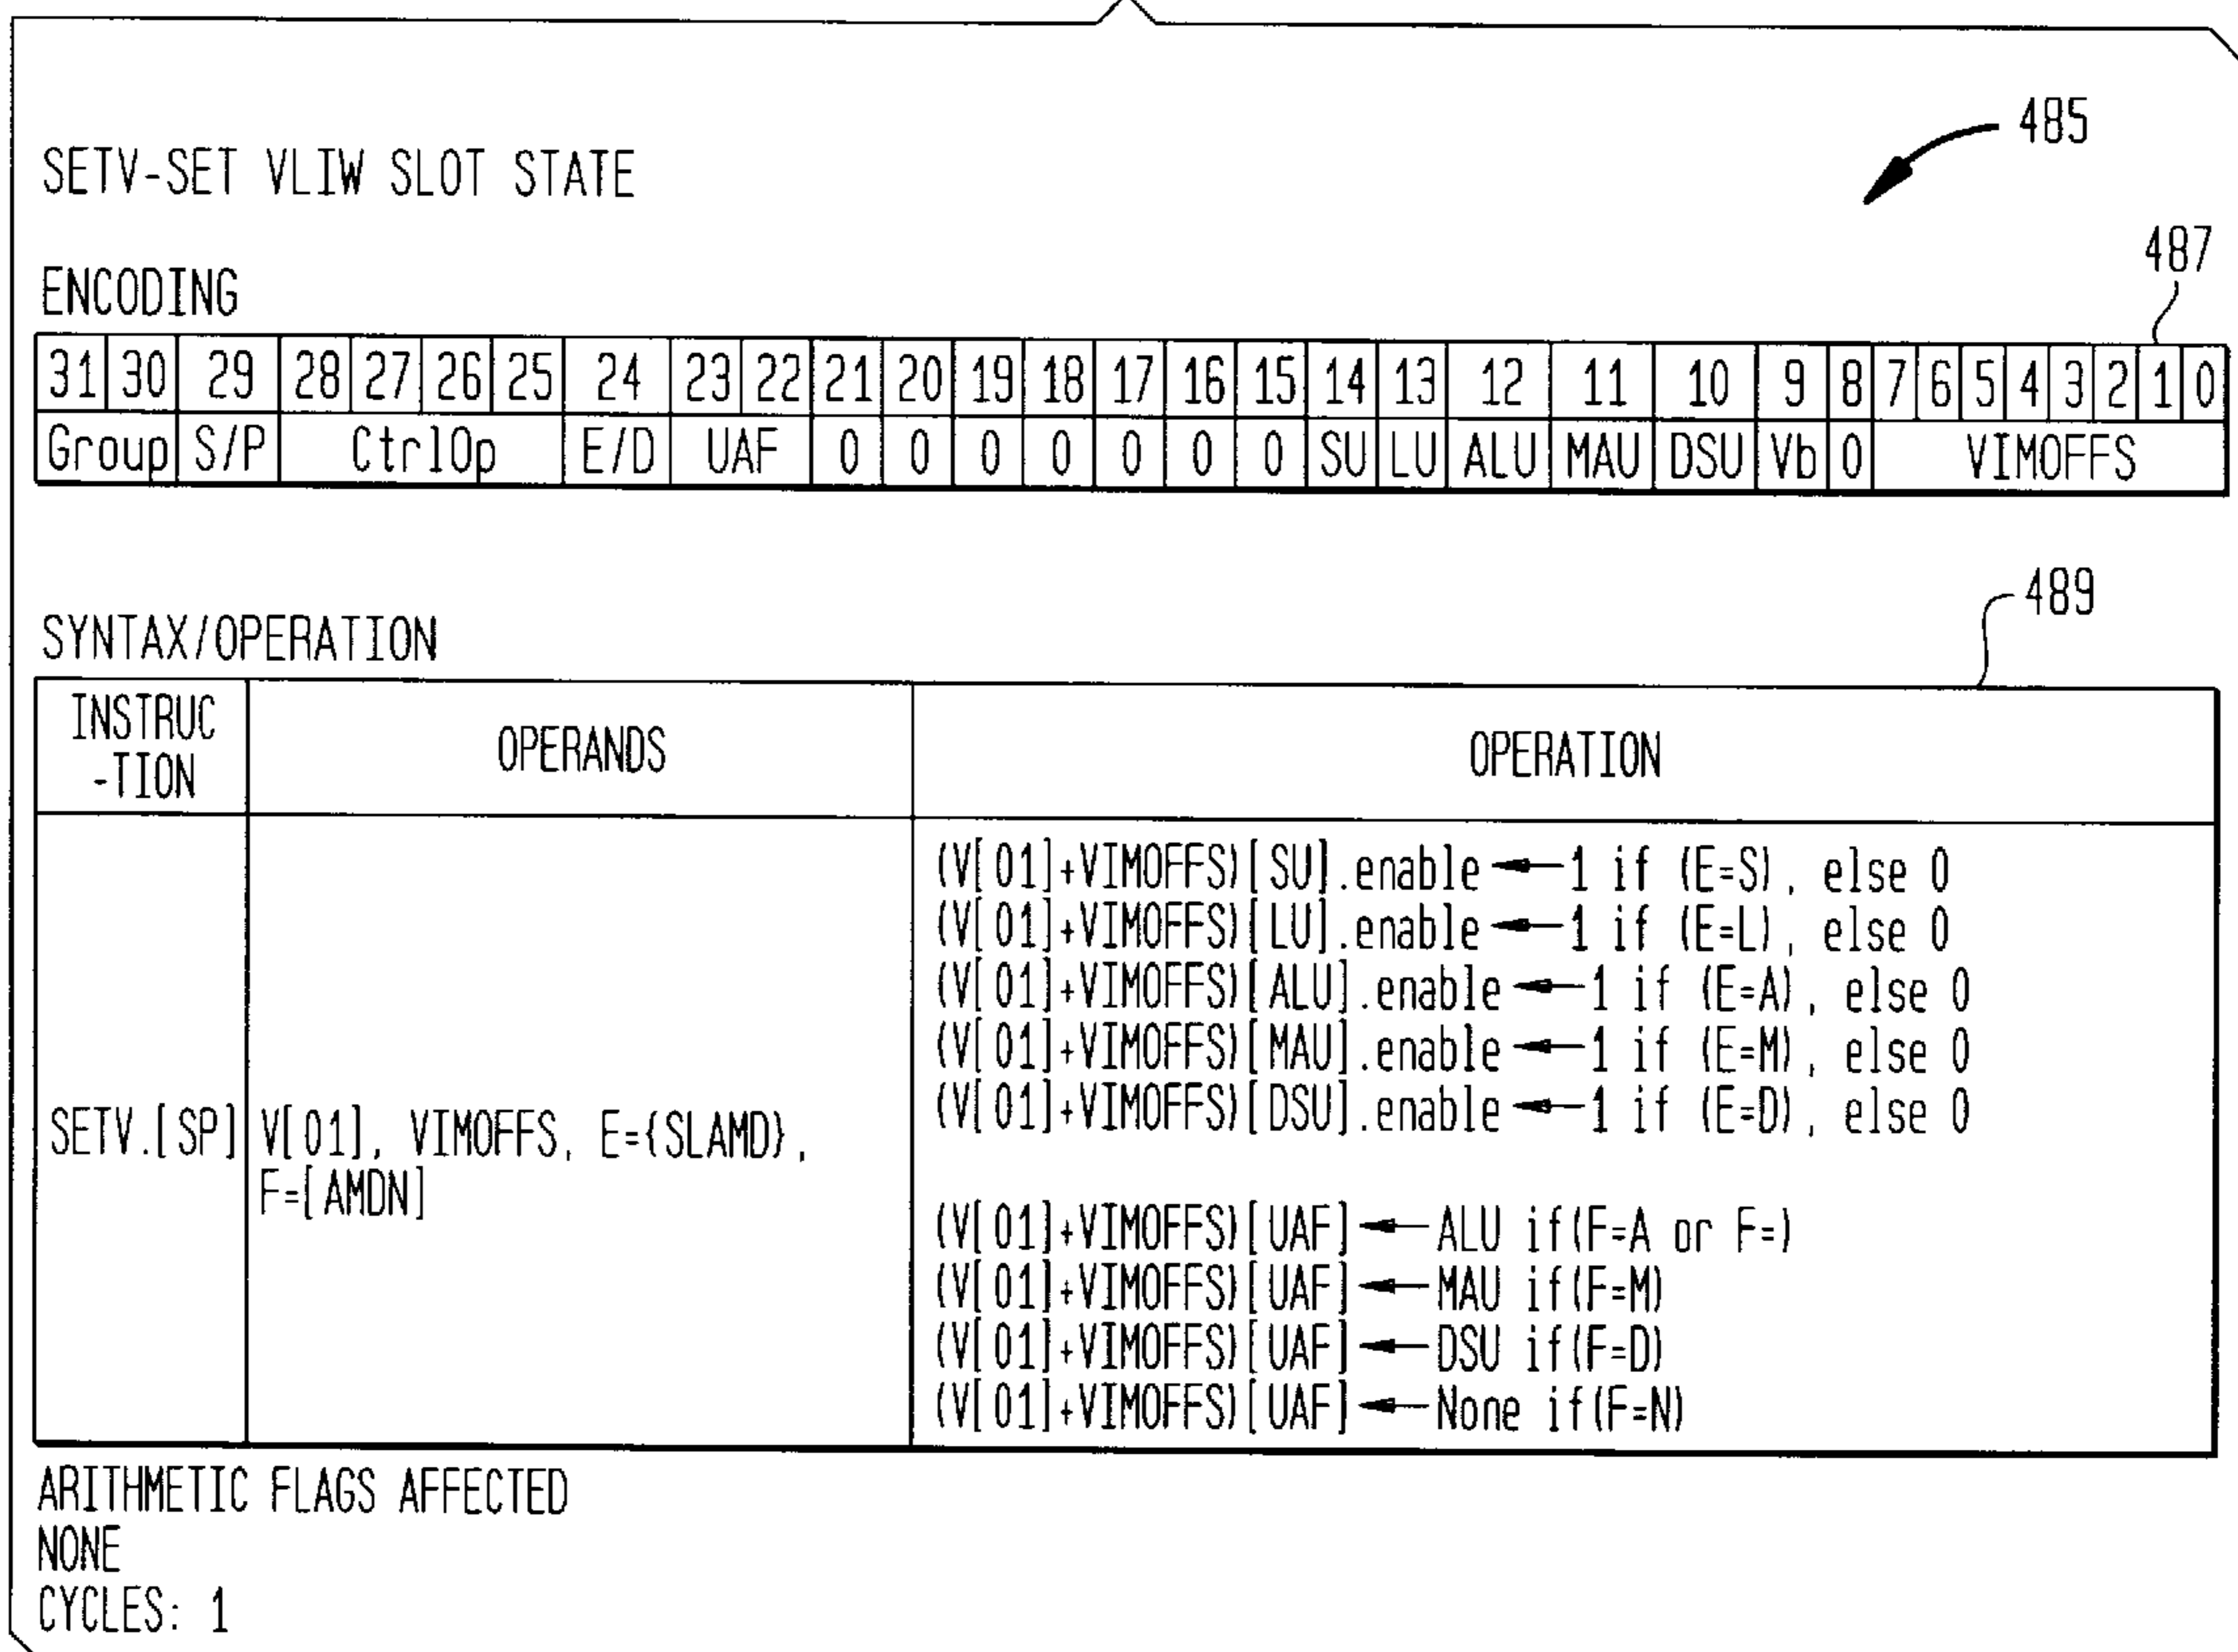 485
SETV-SET VLIW SLOT STATE
487
ENCODING
31 30 29 28 27 26 25 24 23 22 21 20 19 18 17 16 15 14 13 12 11 10 9 8 7 6 5 4 3 2 1 0
Group S/P CtrlOp E/D UAF 0 0 0 0 0 0 0 SU LU ALU MAU DSU Vb 0 VIMOFFS
489
SYNTAX/OPERATION
INSTRUC
-TION
OPERANDS
OPERATION
SETV.[SP]
V[01], VIMOFFS, E={SLAMD},
F=[AMDN]
(V[01]+VIMOFFS)[SU].enable ← 1 if (E=S), else 0
(V[01]+VIMOFFS)[LU].enable ← 1 if (E=L), else 0
(V[01]+VIMOFFS)[ALU].enable ← 1 if (E=A), else 0
(V[01]+VIMOFFS)[MAU].enable ← 1 if (E=M), else 0
(V[01]+VIMOFFS)[DSU].enable ← 1 if (E=D), else 0
(V[01]+VIMOFFS)[UAF] ← ALU if(F=A or F=)
(V[01]+VIMOFFS)[UAF] ← MAU if(F=M)
(V[01]+VIMOFFS)[UAF] ← DSU if(F=D)
(V[01]+VIMOFFS)[UAF] ← None if(F=N)
ARITHMETIC FLAGS AFFECTED
NONE
CYCLES: 1